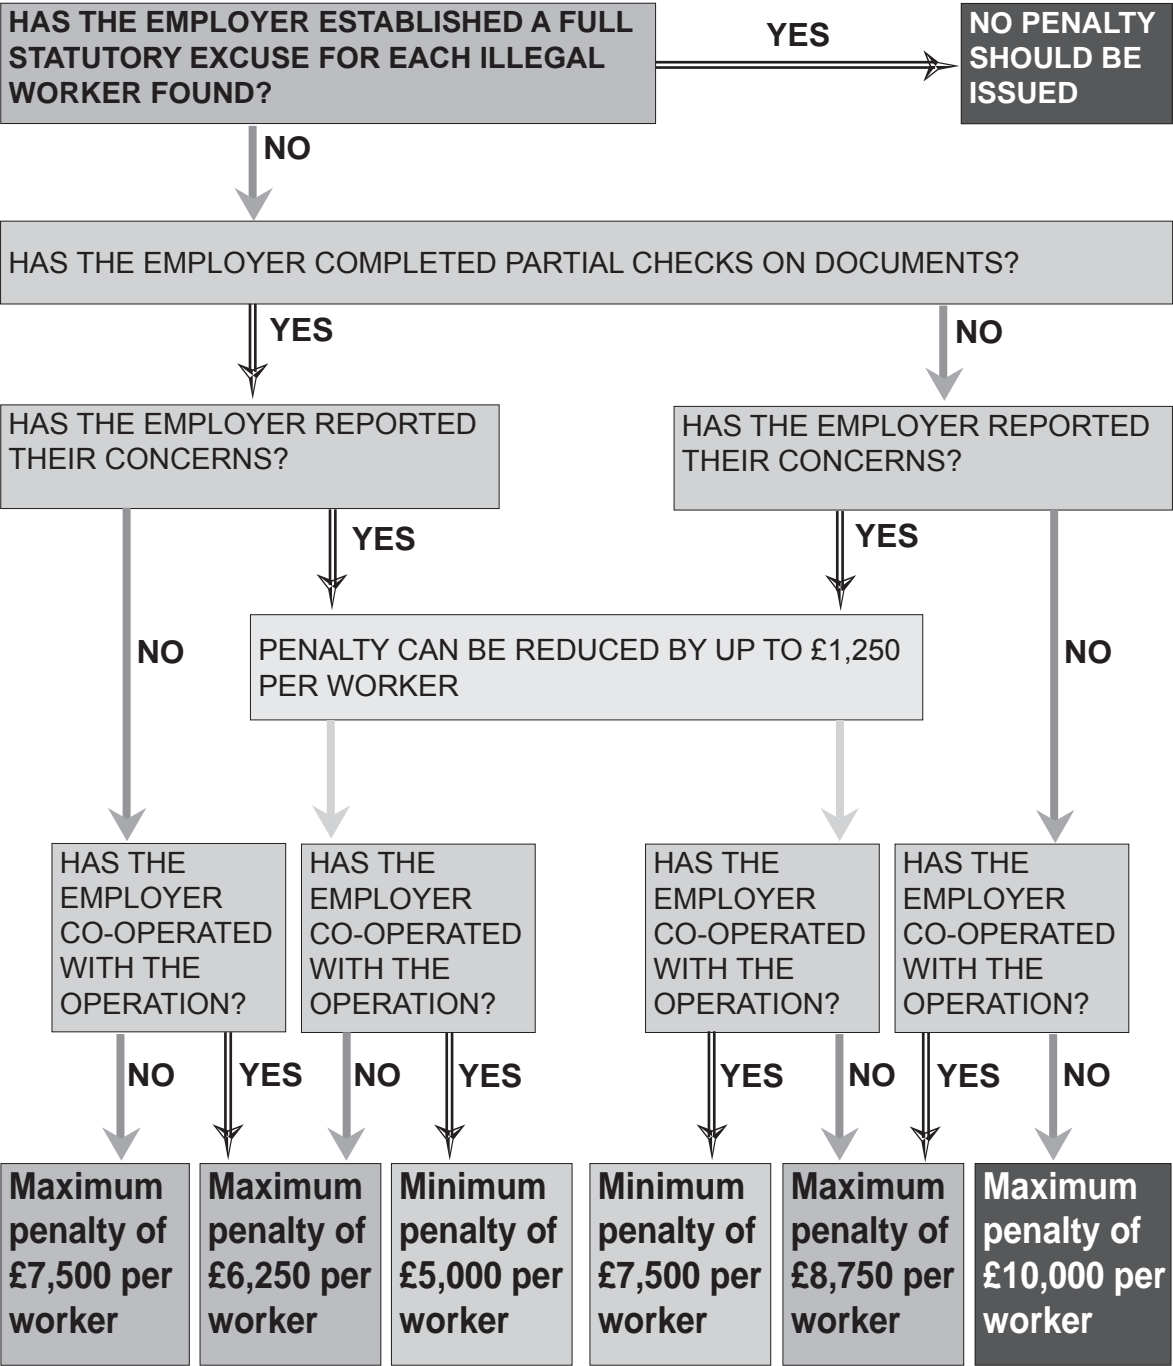 HAS THE EMPLOYER ESTABLISHED A FULL
STATUTORY EXCUSE FOR EACH ILLEGAL
WORKER FOUND?
YES
NO PENALTY
SHOULD BE
ISSUED
NO
HAS THE EMPLOYER COMPLETED PARTIAL CHECKS ON DOCUMENTS?
YES
NO
HAS THE EMPLOYER REPORTED
THEIR CONCERNS?
HAS THE EMPLOYER REPORTED
THEIR CONCERNS?
YES
YES
NO
PENALTY CAN BE REDUCED BY UP TO £1,250
PER WORKER
NO
HAS THE
EMPLOYER
CO-OPERATED
WITH THE
OPERATION?
HAS THE
EMPLOYER
CO-OPERATED
WITH THE
OPERATION?
HAS THE
EMPLOYER
CO-OPERATED
WITH THE
OPERATION?
HAS THE
EMPLOYER
CO-OPERATED
WITH THE
OPERATION?
NO
YES
NO
YES
YES
NO
YES
NO
Maximum
penalty of
£7,500 per
worker
Maximum
penalty of
£6,250 per
worker
Minimum
penalty of
£5,000 per
worker
Minimum
penalty of
£7,500 per
worker
Maximum
penalty of
£8,750 per
worker
Maximum
penalty of
£10,000 per
worker